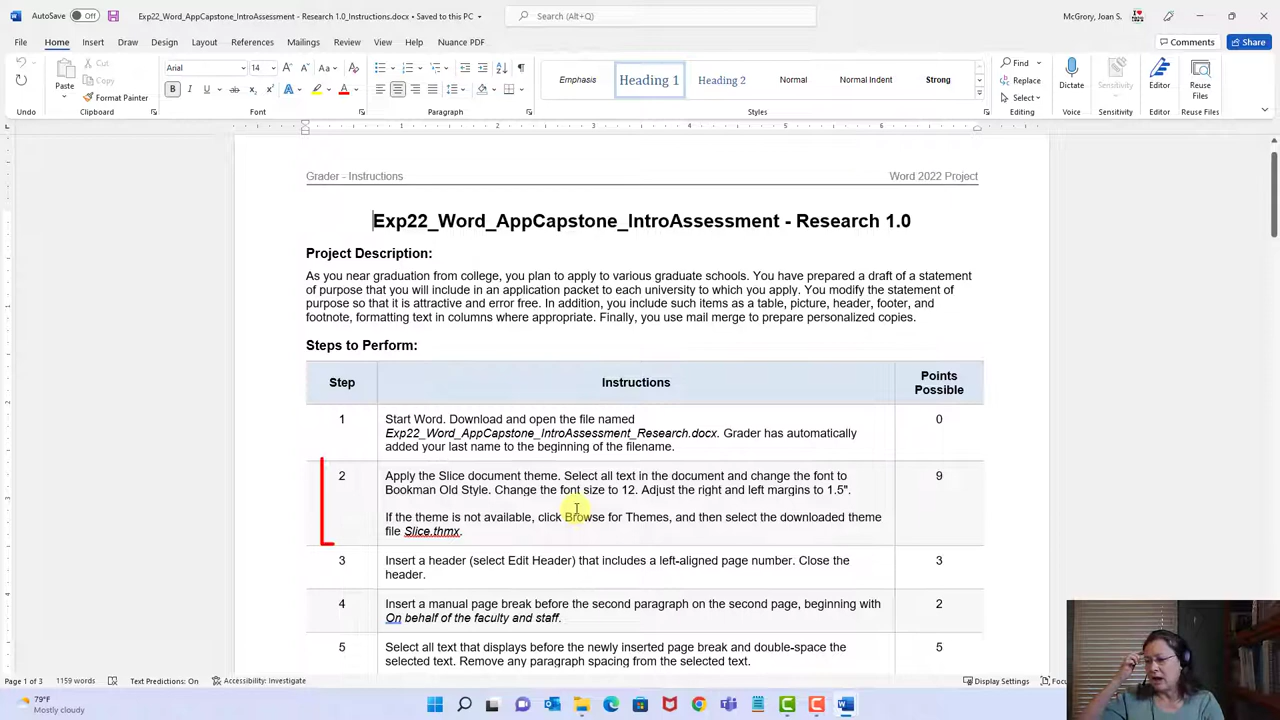 AutoSave Off Exp22_Word_AppCapstone_IntroAssessment - Research 1.0_Instructions.docx • Saved to this PC Search (Alt+Q) McGrory, Joan S.
File Home Insert Draw Design Layout References Mailings Review View Help Nuance PDF Comments Share
Paste Cut Copy Format Painter
Arial 14
Emphasis Heading 1 Heading 2 Normal Normal Indent Strong
Find Replace Select
Dictate Sensitivity Editor Reuse Files
Undo Clipboard Font Paragraph Styles Editing Voice Sensitivity Editor Reuse Files
1 2 3 4 5 6
Grader - Instructions Word 2022 Project
Exp22_Word_AppCapstone_IntroAssessment - Research 1.0
Project Description:
As you near graduation from college, you plan to apply to various graduate schools. You have prepared a draft of a statement
of purpose that you will include in an application packet to each university to which you apply. You modify the statement of
purpose so that it is attractive and error free. In addition, you include such items as a table, picture, header, footer, and
footnote, formatting text in columns where appropriate. Finally, you use mail merge to prepare personalized copies.
Steps to Perform:
Step Instructions Points Possible
1 Start Word. Download and open the file named 0
Exp22_Word_AppCapstone_IntroAssessment_Research.docx. Grader has automatically
added your last name to the beginning of the filename.
2 Apply the Slice document theme. Select all text in the document and change the font to 9
Bookman Old Style. Change the font size to 12. Adjust the right and left margins to 1.5".
If the theme is not available, click Browse for Themes, and then select the downloaded theme
file Slice.thmx.
3 Insert a header (select Edit Header) that includes a left-aligned page number. Close the 3
header.
4 Insert a manual page break before the second paragraph on the second page, beginning with 2
On behalf of the faculty and staff.
5 Select all text that displays before the newly inserted page break and double-space the 5
selected text. Remove any paragraph spacing from the selected text.
Page 1 of 3 1159 words Text Predictions: On Accessibility: Investigate Display Settings Focus
79°F
Mostly cloudy